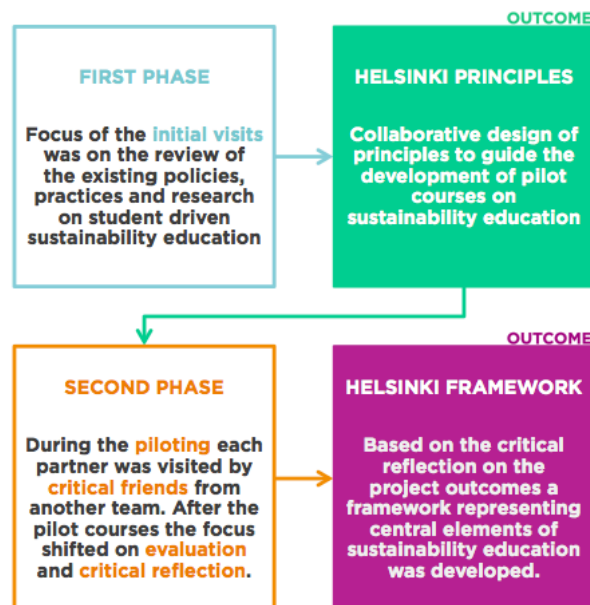 OUTCOME
FIRST PHASE
Focus of the initial visits
was on the review of
the existing policies,
practices and research
on student driven
sustainability education
HELSINKI PRINCIPLES
Collaborative design of
principles to guide the
development of pilot
courses on
sustainability education
OUTCOME
SECOND PHASE
During the piloting each
partner was visited by
critical friends from
another team. After the
pilot courses the focus
shifted on evaluation
and critical reflection.
HELSINKI FRAMEWORK
Based on the critical
reflection on the
project outcomes a
framework representing
central elements of
sustainability education
was developed.